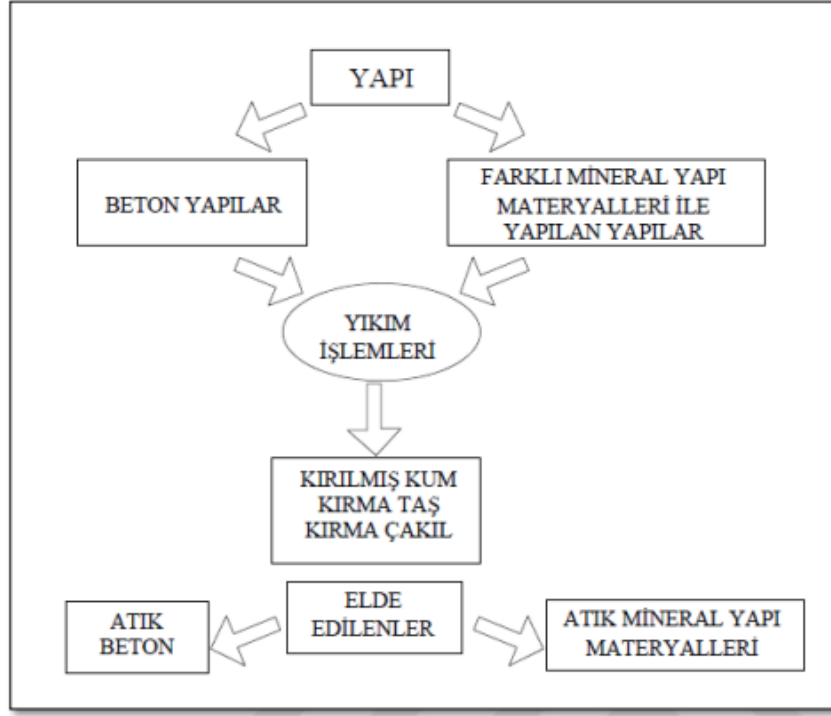 YAPI
BETON YAPILAR
FARKLI MİNERAL YAPI
MATERYALLERİ İLE
YAPILAN YAPILAR
YIKIM
İŞLEMLERİ
KIRILMIŞ KUM
KIRMA TAŞ
KIRMA ÇAKIL
ELDE
EDİLENLER
ATIK
BETON
ATIK MİNERAL YAPI
MATERYALLERİ